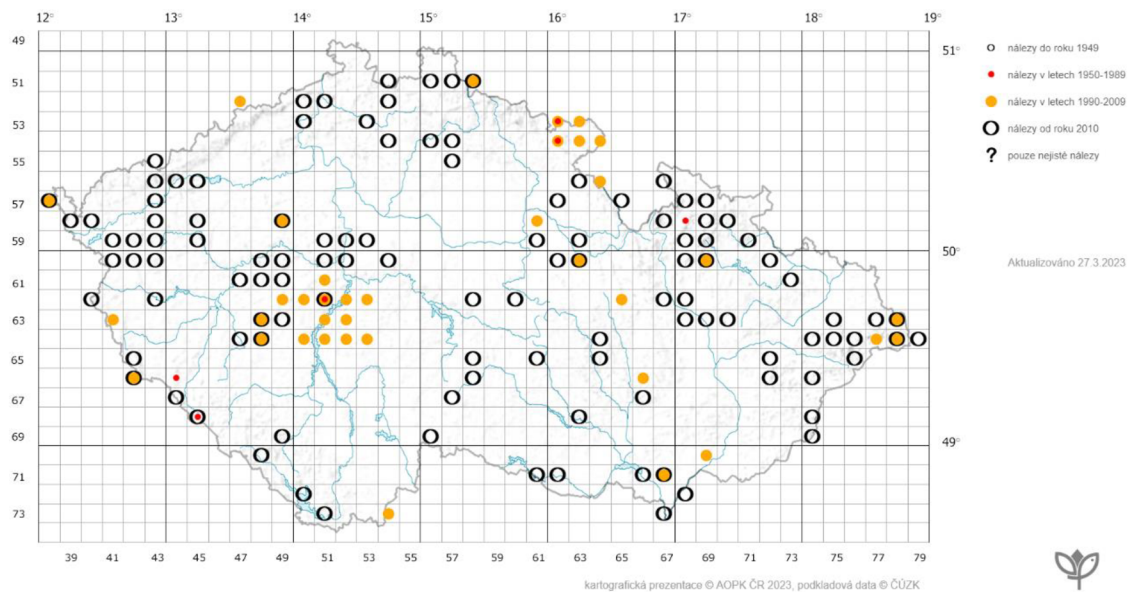 12° 13° 14° 15° 16° 17° 18° 19°
49
51°
nálezy do roku 1949
51
nálezy v letech 1950-1989
nálezy v letech 1990-2009
53
nálezy od roku 2010
55
? pouze nejisté nálezy
57
59
50°
Aktualizováno 27.3.2023
61
63
65
67
69
49°
71
73
39 41 43 45 47 49 51 53 55 57 59 61 63 65 67 69 71 73 75 77 79
kartografická prezentace © AOPK ČR 2023, podkladová data © ČÚZK